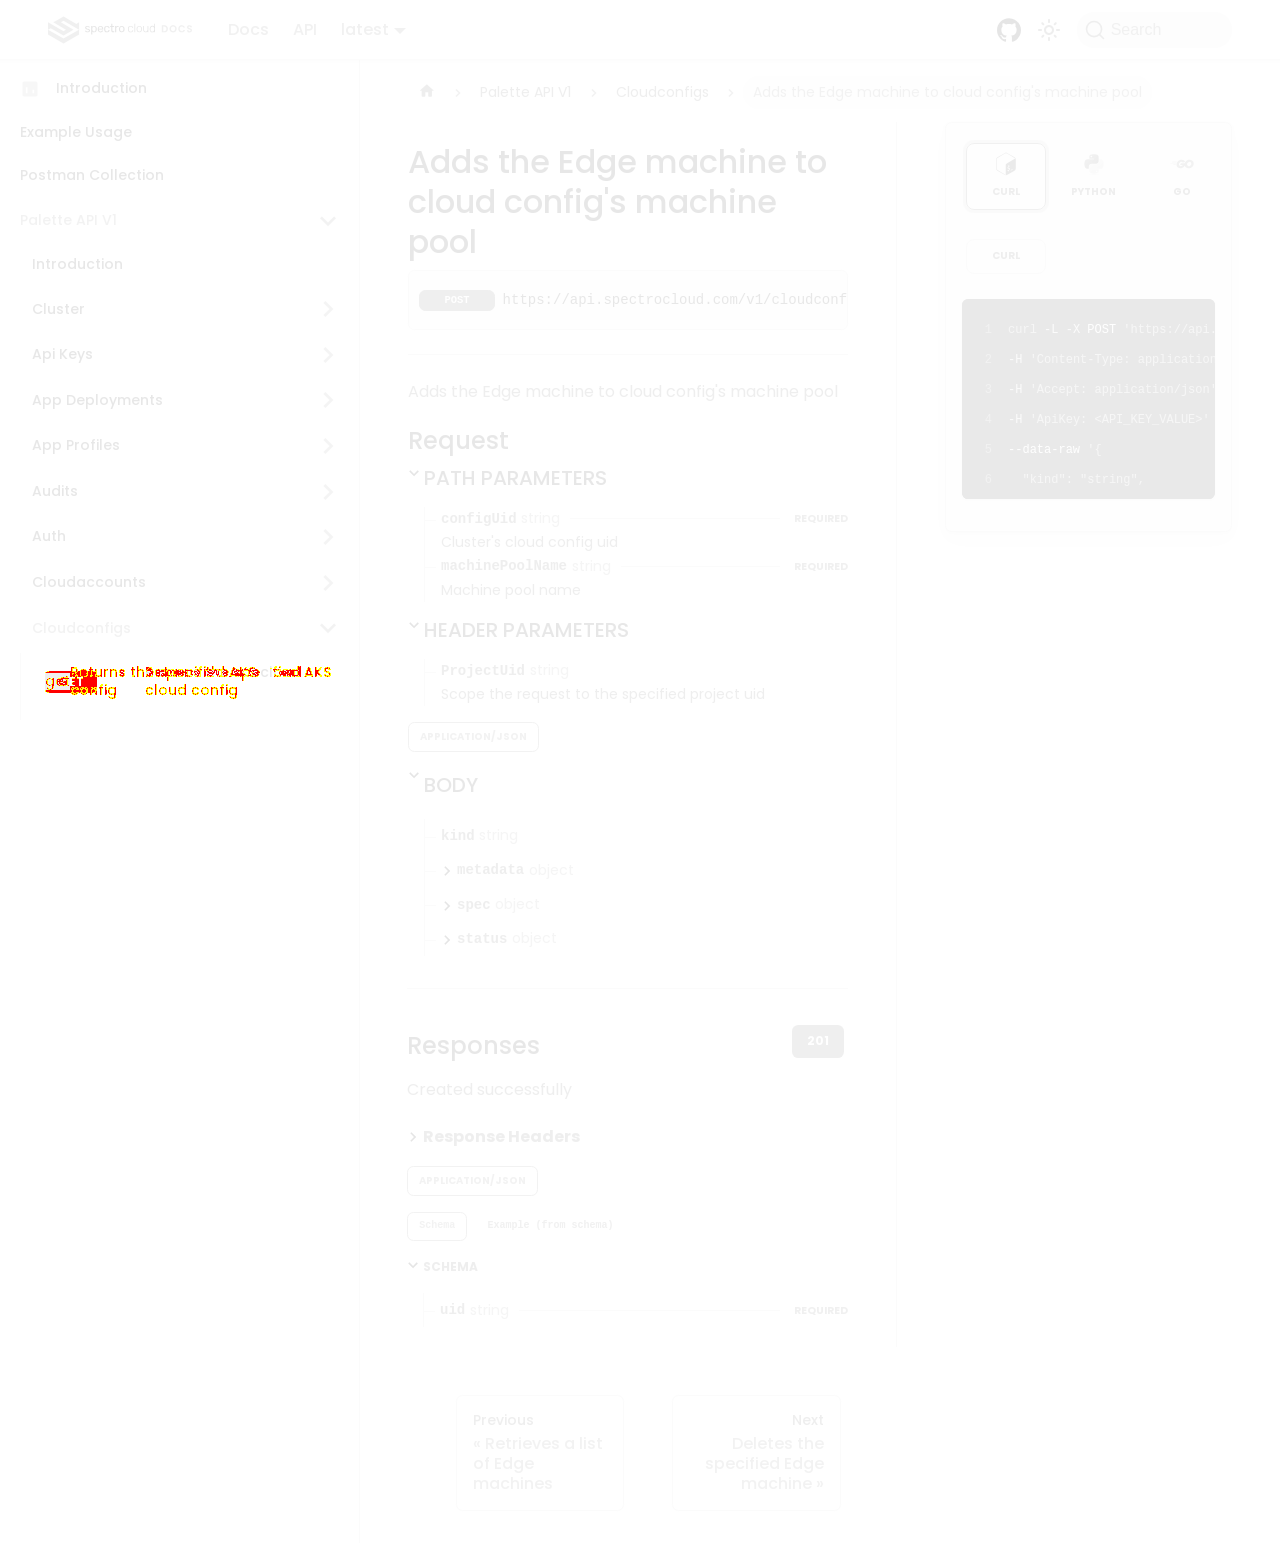 spectro cloud DOCS
Docs
API
latest
Search
Introduction
Example Usage
Postman Collection
Palette API V1
Introduction
Cluster
Api Keys
App Deployments
App Profiles
Audits
Auth
Cloudaccounts
Cloudconfigs
cloud config
Palette API V1
Cloudconfigs
Adds the Edge machine to cloud config's machine pool
Adds the Edge machine to
cloud config's machine
pool
POST https://api.spectrocloud.com/v1/cloudconf
Adds the Edge machine to cloud config's machine pool
Request
PATH PARAMETERS
configUid string REQUIRED
Cluster's cloud config uid
machinePoolName string REQUIRED
Machine pool name
HEADER PARAMETERS
ProjectUid string
Scope the request to the specified project uid
APPLICATION/JSON
BODY
kind string
metadata object
spec object
status object
Responses
201
Created successfully
Response Headers
APPLICATION/JSON
Schema
Example (from schema)
SCHEMA
uid string REQUIRED
Previous
« Retrieves a list
of Edge
machines
Next
Deletes the
specified Edge
machine »
CURL
PYTHON
GO
CURL
1 curl -L -X POST 'https://api.
2 -H 'Content-Type: application
3 -H 'Accept: application/json'
4 -H 'ApiKey: <API_KEY_VALUE>'
5 --data-raw '{
6 "kind": "string",